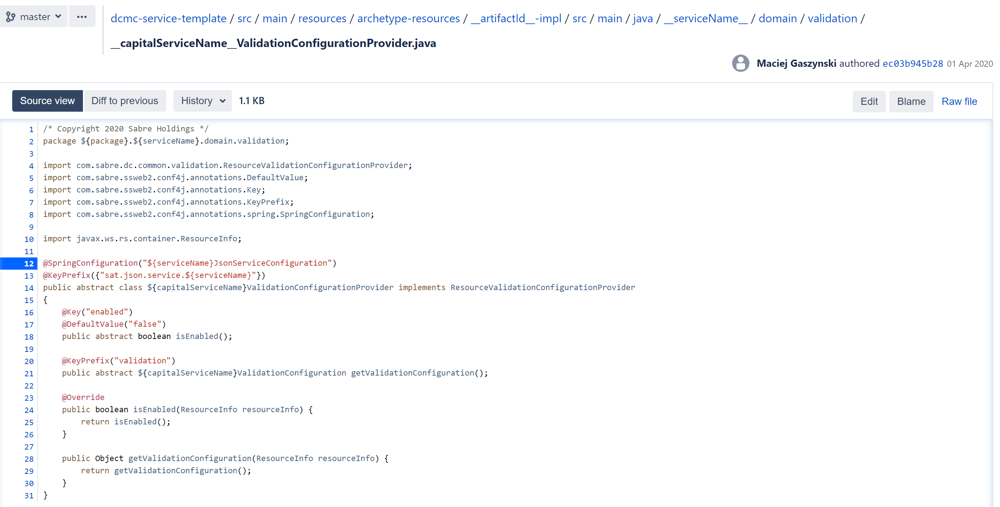 master ...
dcmc-service-template / src / main / resources / archetype-resources / __artifactId__-impl / src / main / java / __serviceName__ / domain / validation /
__capitalServiceName__ValidationConfigurationProvider.java
Maciej Gaszynski authored ec03b945b28 01 Apr 2020
Source view Diff to previous History 1.1 KB Edit Blame Raw file
1 /* Copyright 2020 Sabre Holdings */
2 package ${package}.${serviceName}.domain.validation;
3
4 import com.sabre.dc.common.validation.ResourceValidationConfigurationProvider;
5 import com.sabre.ssweb2.conf4j.annotations.DefaultValue;
6 import com.sabre.ssweb2.conf4j.annotations.Key;
7 import com.sabre.ssweb2.conf4j.annotations.KeyPrefix;
8 import com.sabre.ssweb2.conf4j.annotations.spring.SpringConfiguration;
9
10 import javax.ws.rs.container.ResourceInfo;
11
12 @SpringConfiguration("${serviceName}JsonServiceConfiguration")
13 @KeyPrefix({"sat.json.service.${serviceName}"})
14 public abstract class ${capitalServiceName}ValidationConfigurationProvider implements ResourceValidationConfigurationProvider
15 {
16     @Key("enabled")
17     @DefaultValue("false")
18     public abstract boolean isEnabled();
19
20     @KeyPrefix("validation")
21     public abstract ${capitalServiceName}ValidationConfiguration getValidationConfiguration();
22
23     @Override
24     public boolean isEnabled(ResourceInfo resourceInfo) {
25         return isEnabled();
26     }
27
28     public Object getValidationConfiguration(ResourceInfo resourceInfo) {
29         return getValidationConfiguration();
30     }
31 }